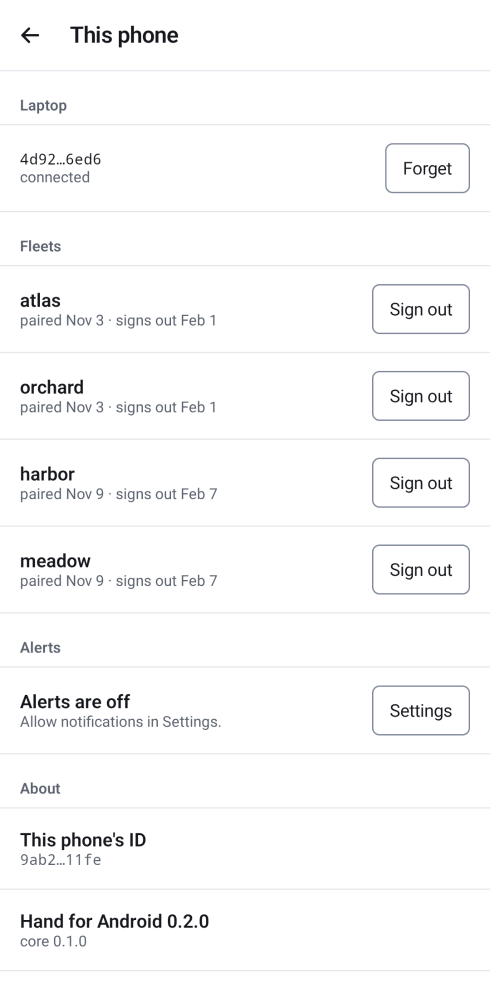 This phone
Laptop
4d92…6ed6
connected
Forget
Fleets
atlas
paired Nov 3 · signs out Feb 1
Sign out
orchard
paired Nov 3 · signs out Feb 1
Sign out
harbor
paired Nov 9 · signs out Feb 7
Sign out
meadow
paired Nov 9 · signs out Feb 7
Sign out
Alerts
Alerts are off
Allow notifications in Settings.
Settings
About
This phone's ID
9ab2…11fe
Hand for Android 0.2.0
core 0.1.0